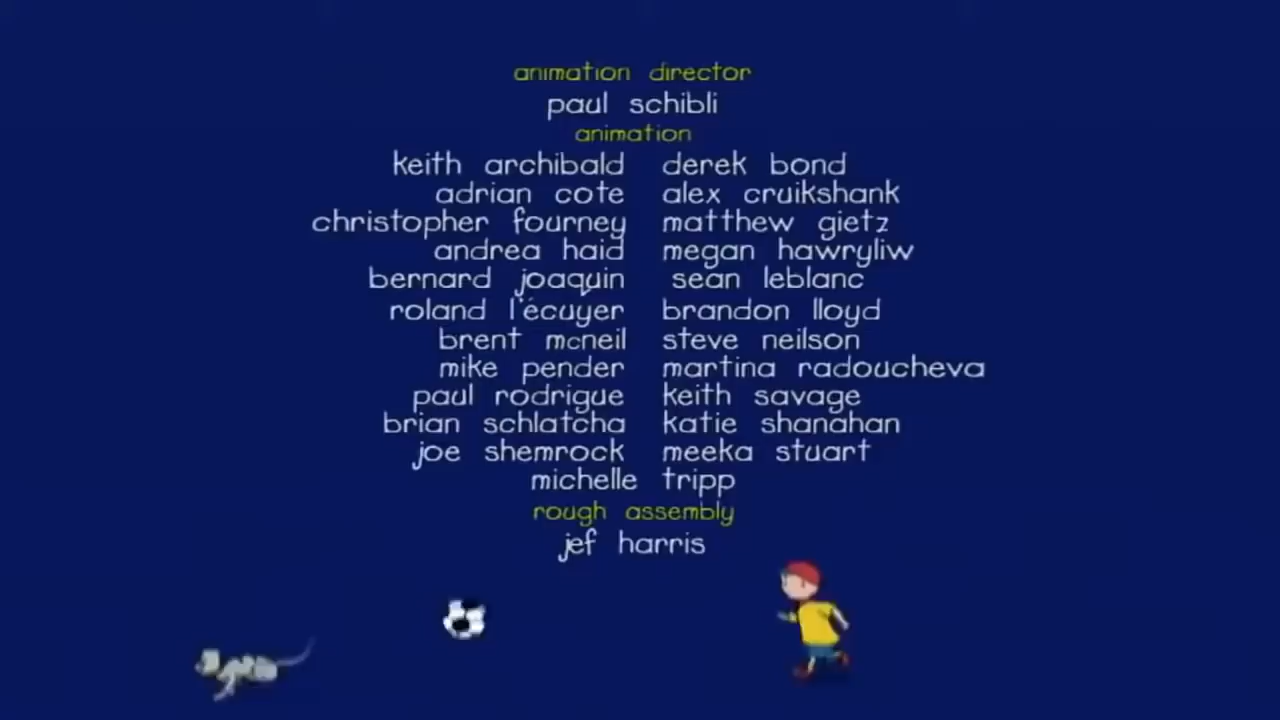 animation director
paul schibli
animation
keith archibald derek bond
adrian cote alex cruikshank
christopher fourney matthew gietz
andrea haid megan hawryliw
bernard joaquin sean leblanc
roland l'écuyer brandon lloyd
brent mcneil steve neilson
mike pender martina radoucheva
paul rodrigue keith savage
brian schlatcha katie shanahan
joe shemrock meeka stuart
michelle tripp
rough assembly
jef harris